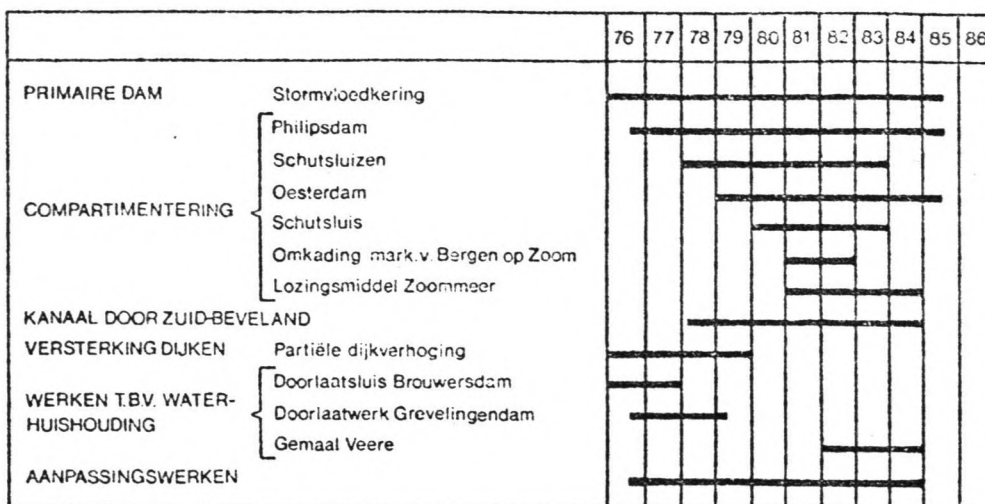 76 77 78 79 80 81 82 83 84 85 86
PRIMAIRE DAM Stormvloedkering
Philipsdam
Schutsluizen
Oesterdam
COMPARTIMENTERING
Schutsluis
Omkading mark.v. Bergen op Zoom
Lozingsmiddel Zoommeer
KANAAL DOOR ZUID-BEVELAND
VERSTERKING DIJKEN Partiële dijkverhoging
Doorlaatsluis Brouwersdam
WERKEN T.B.V. WATER-
HUISHOUDING
Doorlaatwerk Grevelingendam
Gemaal Veere
AANPASSINGSWERKEN